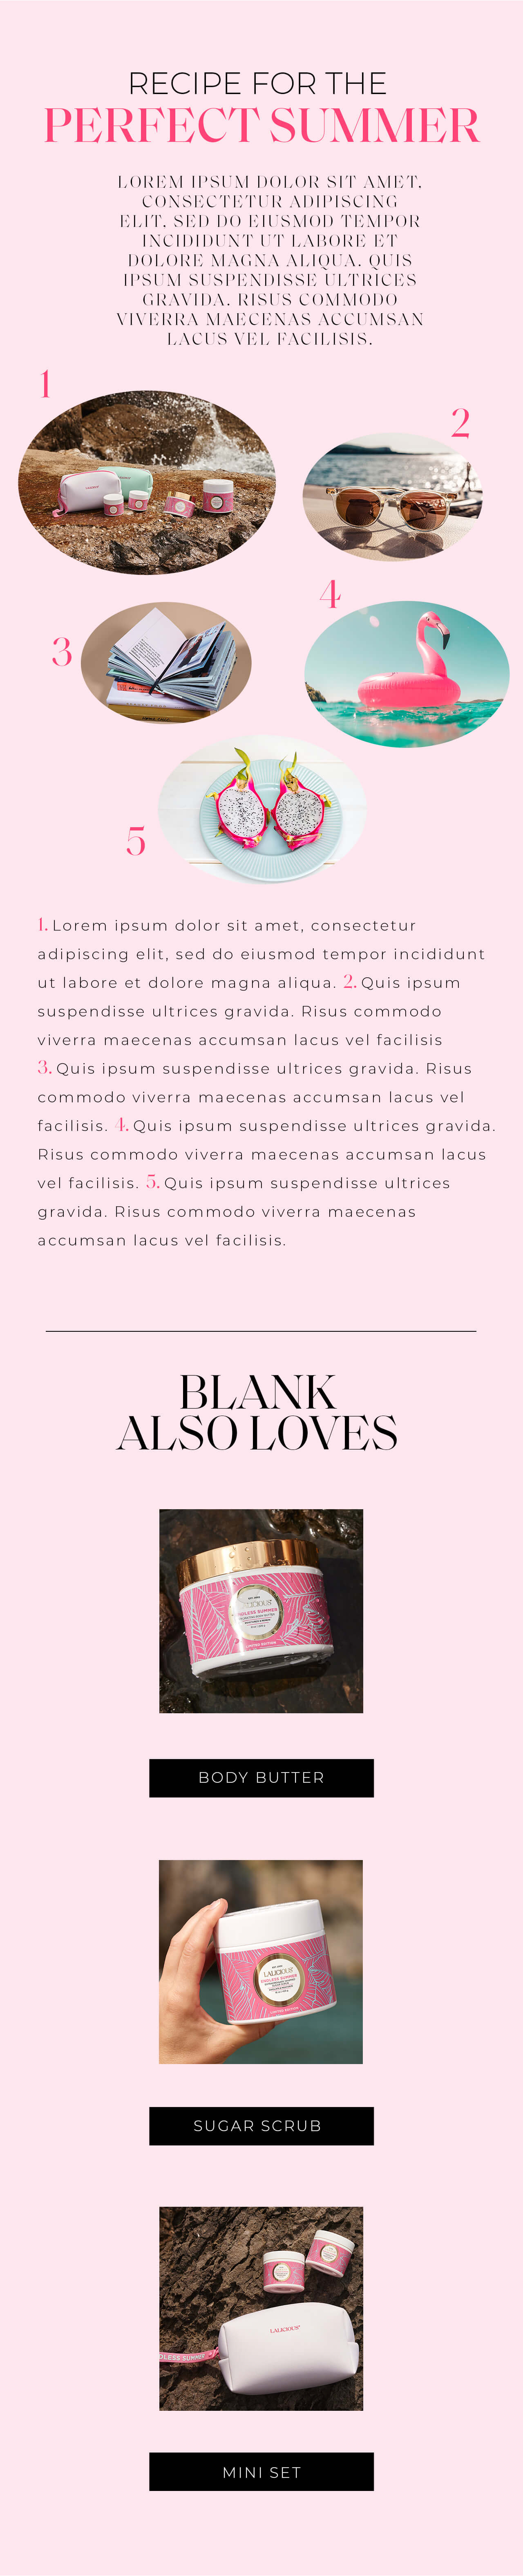 RECIPE FOR THE
PERFECT SUMMER
LOREM IPSUM DOLOR SIT AMET,
CONSECTETUR ADIPISCING
ELIT, SED DO EIUSMOD TEMPOR
INCIDIDUNT UT LABORE ET
DOLORE MAGNA ALIQUA. QUIS
IPSUM SUSPENDISSE ULTRICES
GRAVIDA. RISUS COMMODO
VIVERRA MAECENAS ACCUMSAN
LACUS VEL FACILISIS.
1
2
3
4
5
1. Lorem ipsum dolor sit amet, consectetur
adipiscing elit, sed do eiusmod tempor incididunt
ut labore et dolore magna aliqua. 2. Quis ipsum
suspendisse ultrices gravida. Risus commodo
viverra maecenas accumsan lacus vel facilisis
3. Quis ipsum suspendisse ultrices gravida. Risus
commodo viverra maecenas accumsan lacus vel
facilisis. 4. Quis ipsum suspendisse ultrices gravida.
Risus commodo viverra maecenas accumsan lacus
vel facilisis. 5. Quis ipsum suspendisse ultrices
gravida. Risus commodo viverra maecenas
accumsan lacus vel facilisis.
BLANK
ALSO LOVES
SUMMER
BODY BUTTER
LALICIOUS
ENDLESS SUMMER
LIMITED EDITION
SUGAR SCRUB
LALICIOUS
DLESS SUMMER
MINI SET